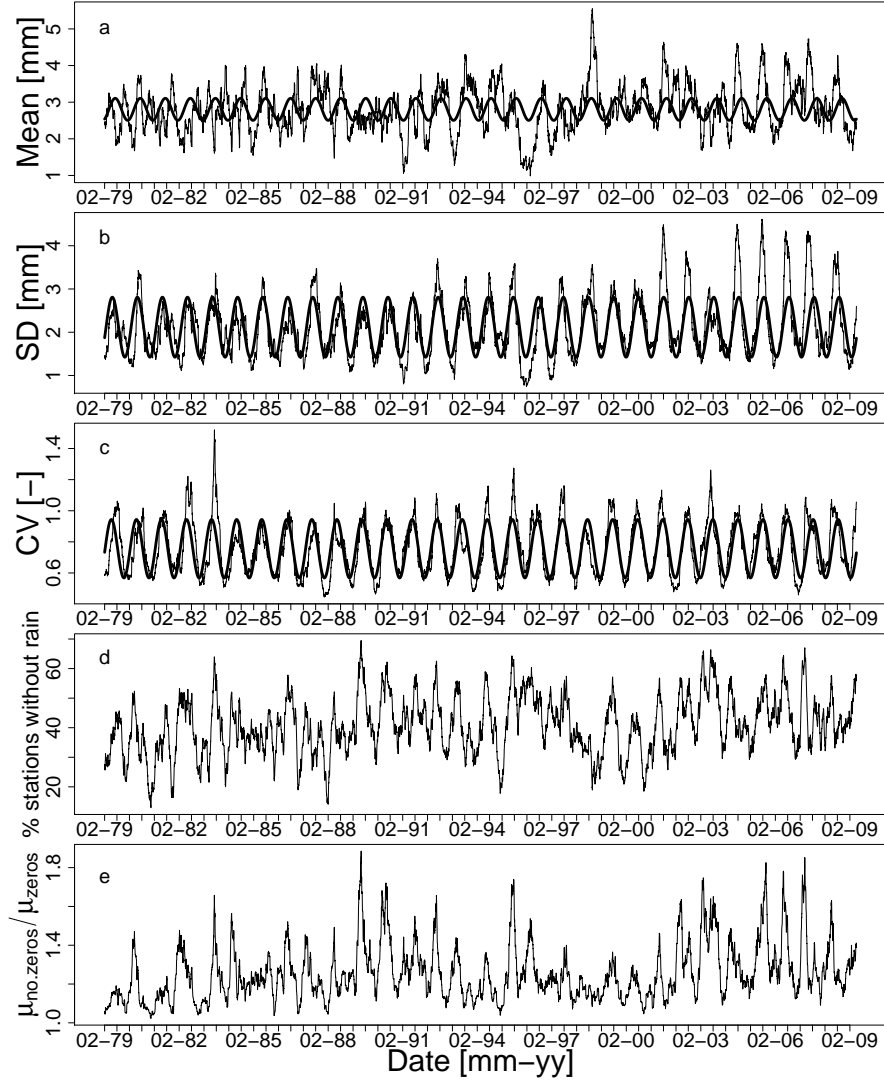 a
Mean [mm]
1 2 3 4 5
02−79 02−82 02−85 02−88 02−91 02−94 02−97 02−00 02−03 02−06 02−09
b
SD [mm]
1 2 3 4
02−79 02−82 02−85 02−88 02−91 02−94 02−97 02−00 02−03 02−06 02−09
c
CV [−]
0.6 1.0 1.4
02−79 02−82 02−85 02−88 02−91 02−94 02−97 02−00 02−03 02−06 02−09
d
% stations without rain
20 40 60
02−79 02−82 02−85 02−88 02−91 02−94 02−97 02−00 02−03 02−06 02−09
e
μno.zeros/μzeros
1.0 1.4 1.8
02−79 02−82 02−85 02−88 02−91 02−94 02−97 02−00 02−03 02−06 02−09
Date [mm−yy]